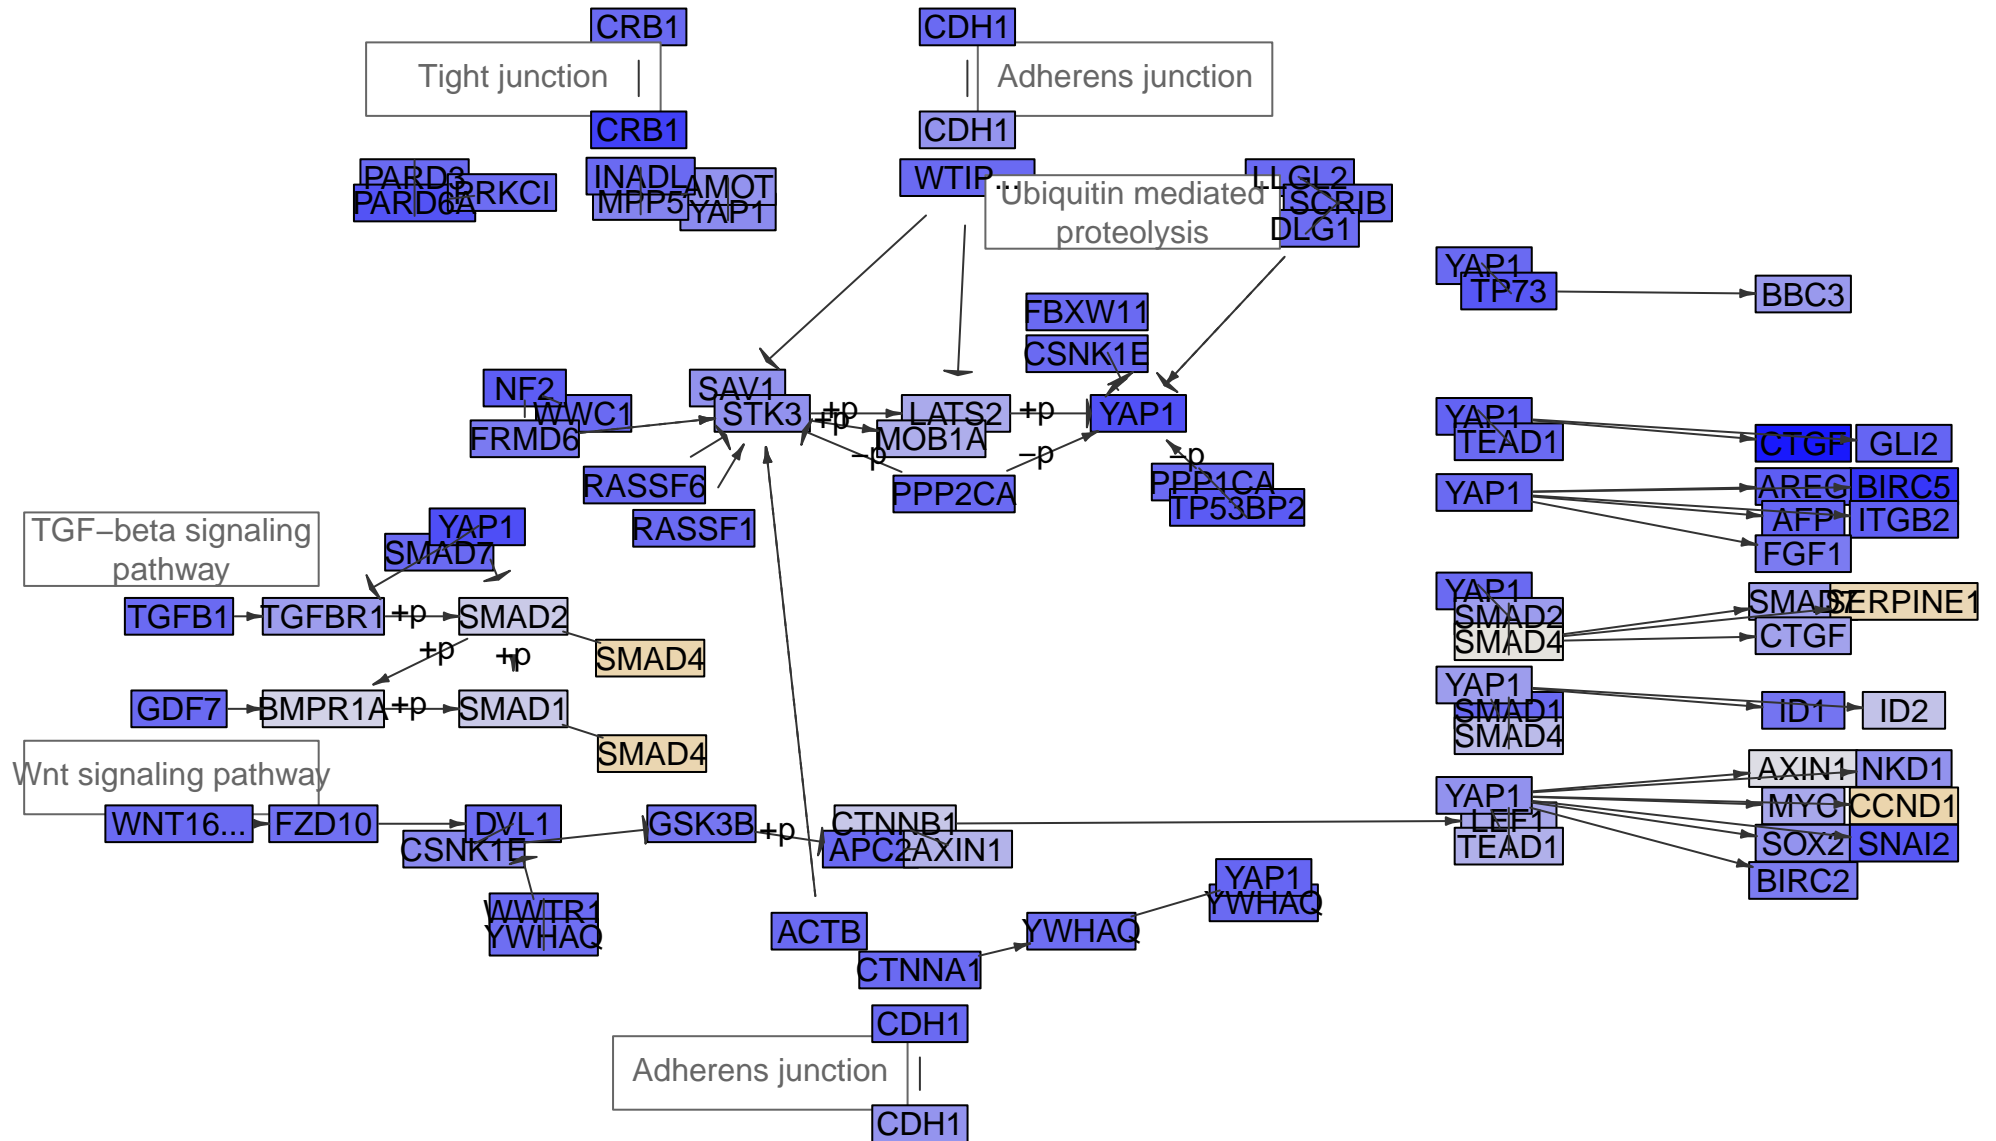 CRB1
CDH1
Tight junction
Adherens junction
CRB1
CDH1
PARD3
PRKCI
PARD6A
INADL
AMOT
MPP5
YAP1
WTIP...
LLGL2
Ubiquitin mediated
proteolysis
SCRIB
DLG1
YAP1
TP73
BBC3
FBXW11
CSNK1E
NF2
WWC1
FRMD6
SAV1
STK3
+p
+p
LATS2
MOB1A
+p
YAP1
−p
−p
−p
RASSF6
RASSF1
PPP2CA
PPP1CA
TP53BP2
YAP1
TEAD1
CTGF
GLI2
YAP1
AREG
BIRC5
AFP
ITGB2
FGF1
TGF−beta signaling
pathway
YAP1
SMAD7
TGFB1
TGFBR1
+p
SMAD2
+p
+p
SMAD4
YAP1
SMAD2
SMAD4
SMAD7
SERPINE1
CTGF
GDF7
BMPR1A
+p
SMAD1
SMAD4
YAP1
SMAD1
SMAD4
ID1
ID2
Wnt signaling pathway
WNT16...
FZD10
DVL1
CSNK1E
GSK3B
+p
CTNNB1
APC2
AXIN1
YAP1
LEF1
TEAD1
AXIN1
NKD1
MYC
CCND1
SOX2
SNAI2
BIRC2
WWTR1
YWHAQ
ACTB
CTNNA1
YWHAQ
YAP1
YWHAQ
CDH1
Adherens junction
CDH1